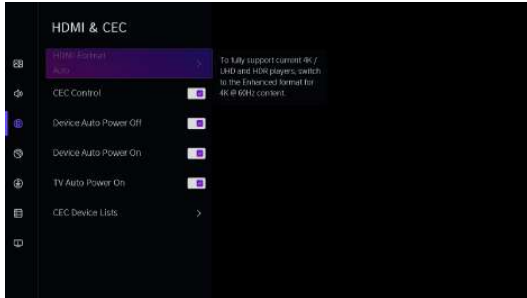 HDMI & CEC
HDMI Format
Auto
To fully support current 4K /
UHD and HDR players, switch
to the Enhanced format for
4K @ 60Hz content.
CEC Control
Device Auto Power Off
Device Auto Power On
TV Auto Power On
CEC Device Lists